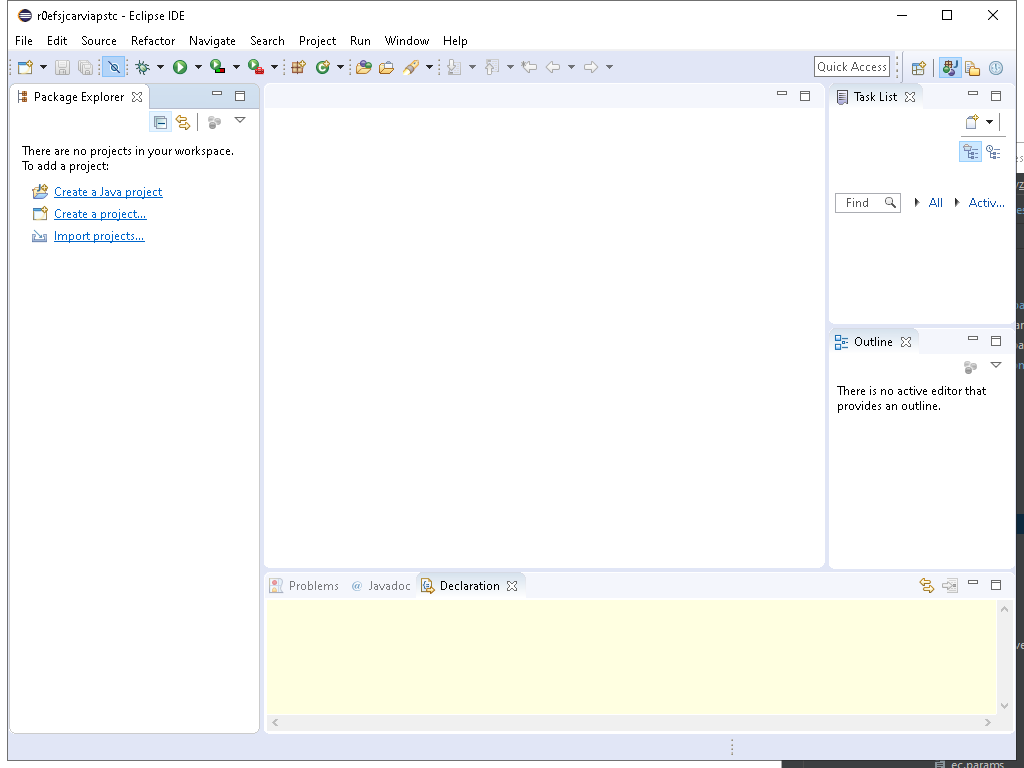 r0efsjcarviapstc - Eclipse IDE
File Edit Source Refactor Navigate Search Project Run Window Help
Quick Access
Package Explorer
There are no projects in your workspace.
To add a project:
Create a Java project
Create a project...
Import projects...
Task List
Find All Activ...
Outline
There is no active editor that
provides an outline.
Problems @ Javadoc Declaration
ec.params